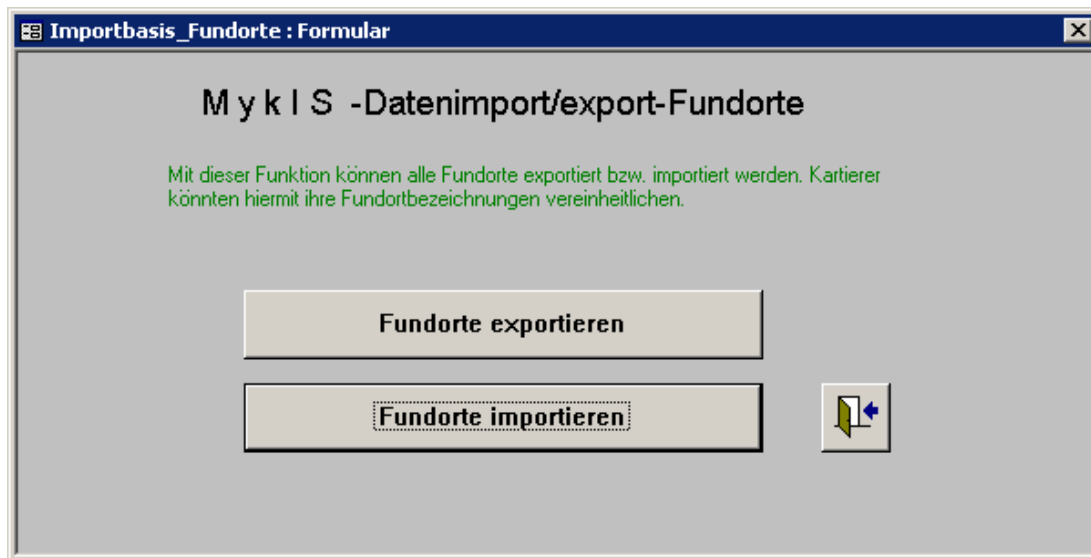 Importbasis_Fundorte : Formular
M y k I S -Datenimport/export-Fundorte
Mit dieser Funktion können alle Fundorte exportiert bzw. importiert werden. Kartierer
könnten hiermit ihre Fundortbezeichnungen vereinheitlichen.
Fundorte exportieren
Fundorte importieren